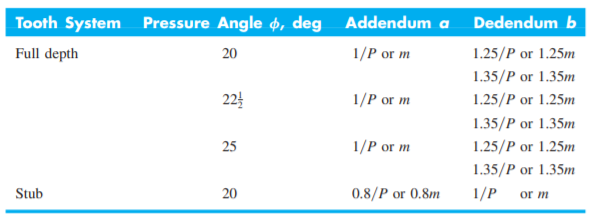 Tooth System Pressure Angle ϕ, deg Addendum a Dedendum b
Full depth 20 1/P or m 1.25/P or 1.25m
1.35/P or 1.35m
22½ 1/P or m 1.25/P or 1.25m
1.35/P or 1.35m
25 1/P or m 1.25/P or 1.25m
1.35/P or 1.35m
Stub 20 0.8/P or 0.8m 1/P or m